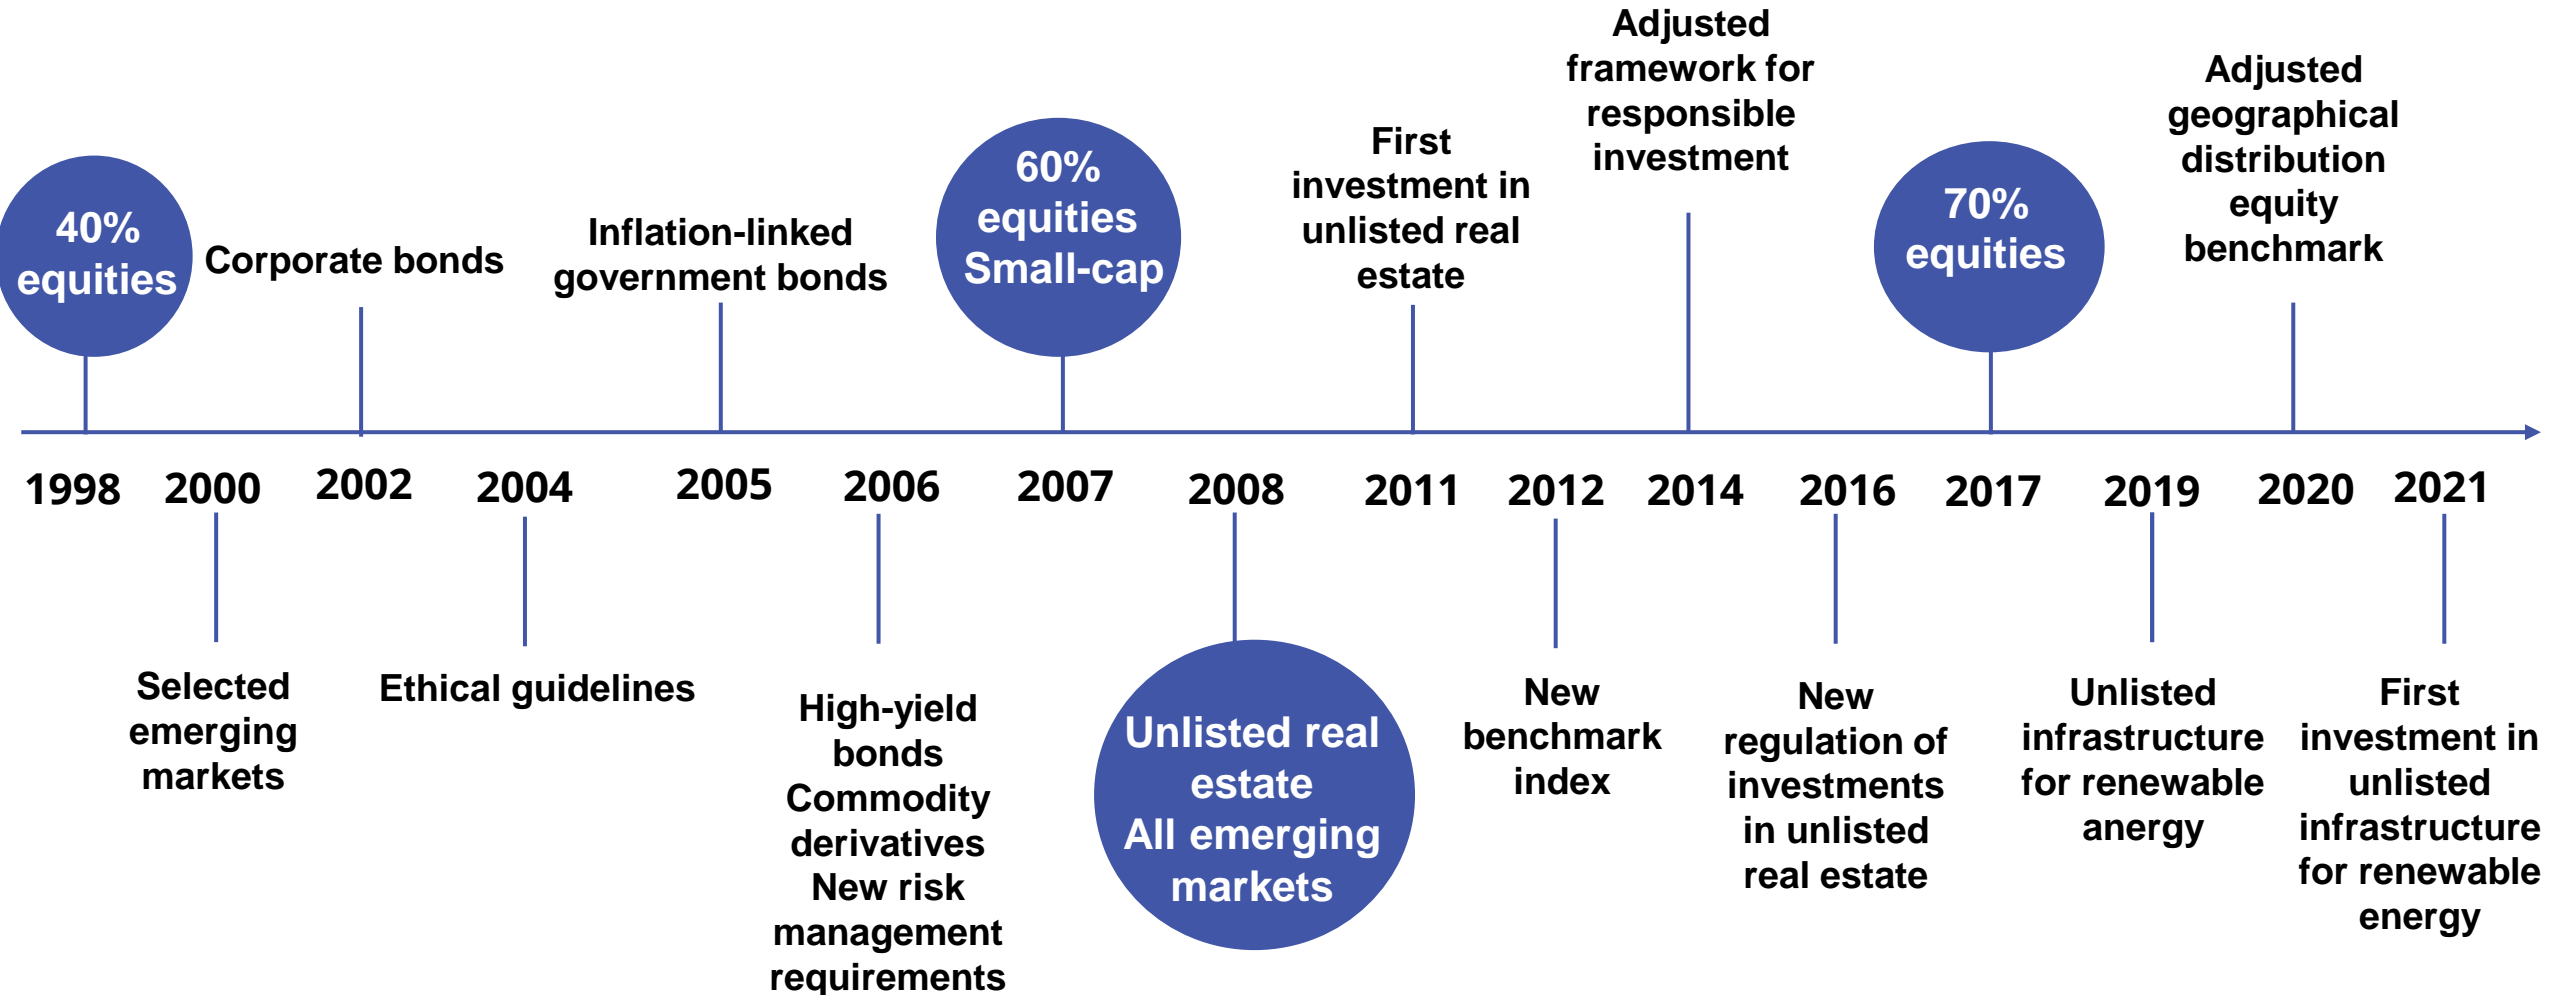 40%
equities
Corporate bonds
Inflation-linked
government bonds
60%
equities
Small-cap
First
investment in
unlisted real
estate
Adjusted
framework for
responsible
investment
70%
equities
Adjusted
geographical
distribution
equity
benchmark
1998 2000 2002 2004 2005 2006 2007 2008 2011 2012 2014 2016 2017 2019 2020 2021
Selected
emerging
markets
Ethical guidelines
High-yield
bonds
Commodity
derivatives
New risk
management
requirements
Unlisted real
estate
All emerging
markets
New
benchmark
index
New
regulation of
investments
in unlisted
real estate
Unlisted
infrastructure
for renewable
anergy
First
investment in
unlisted
infrastructure
for renewable
energy